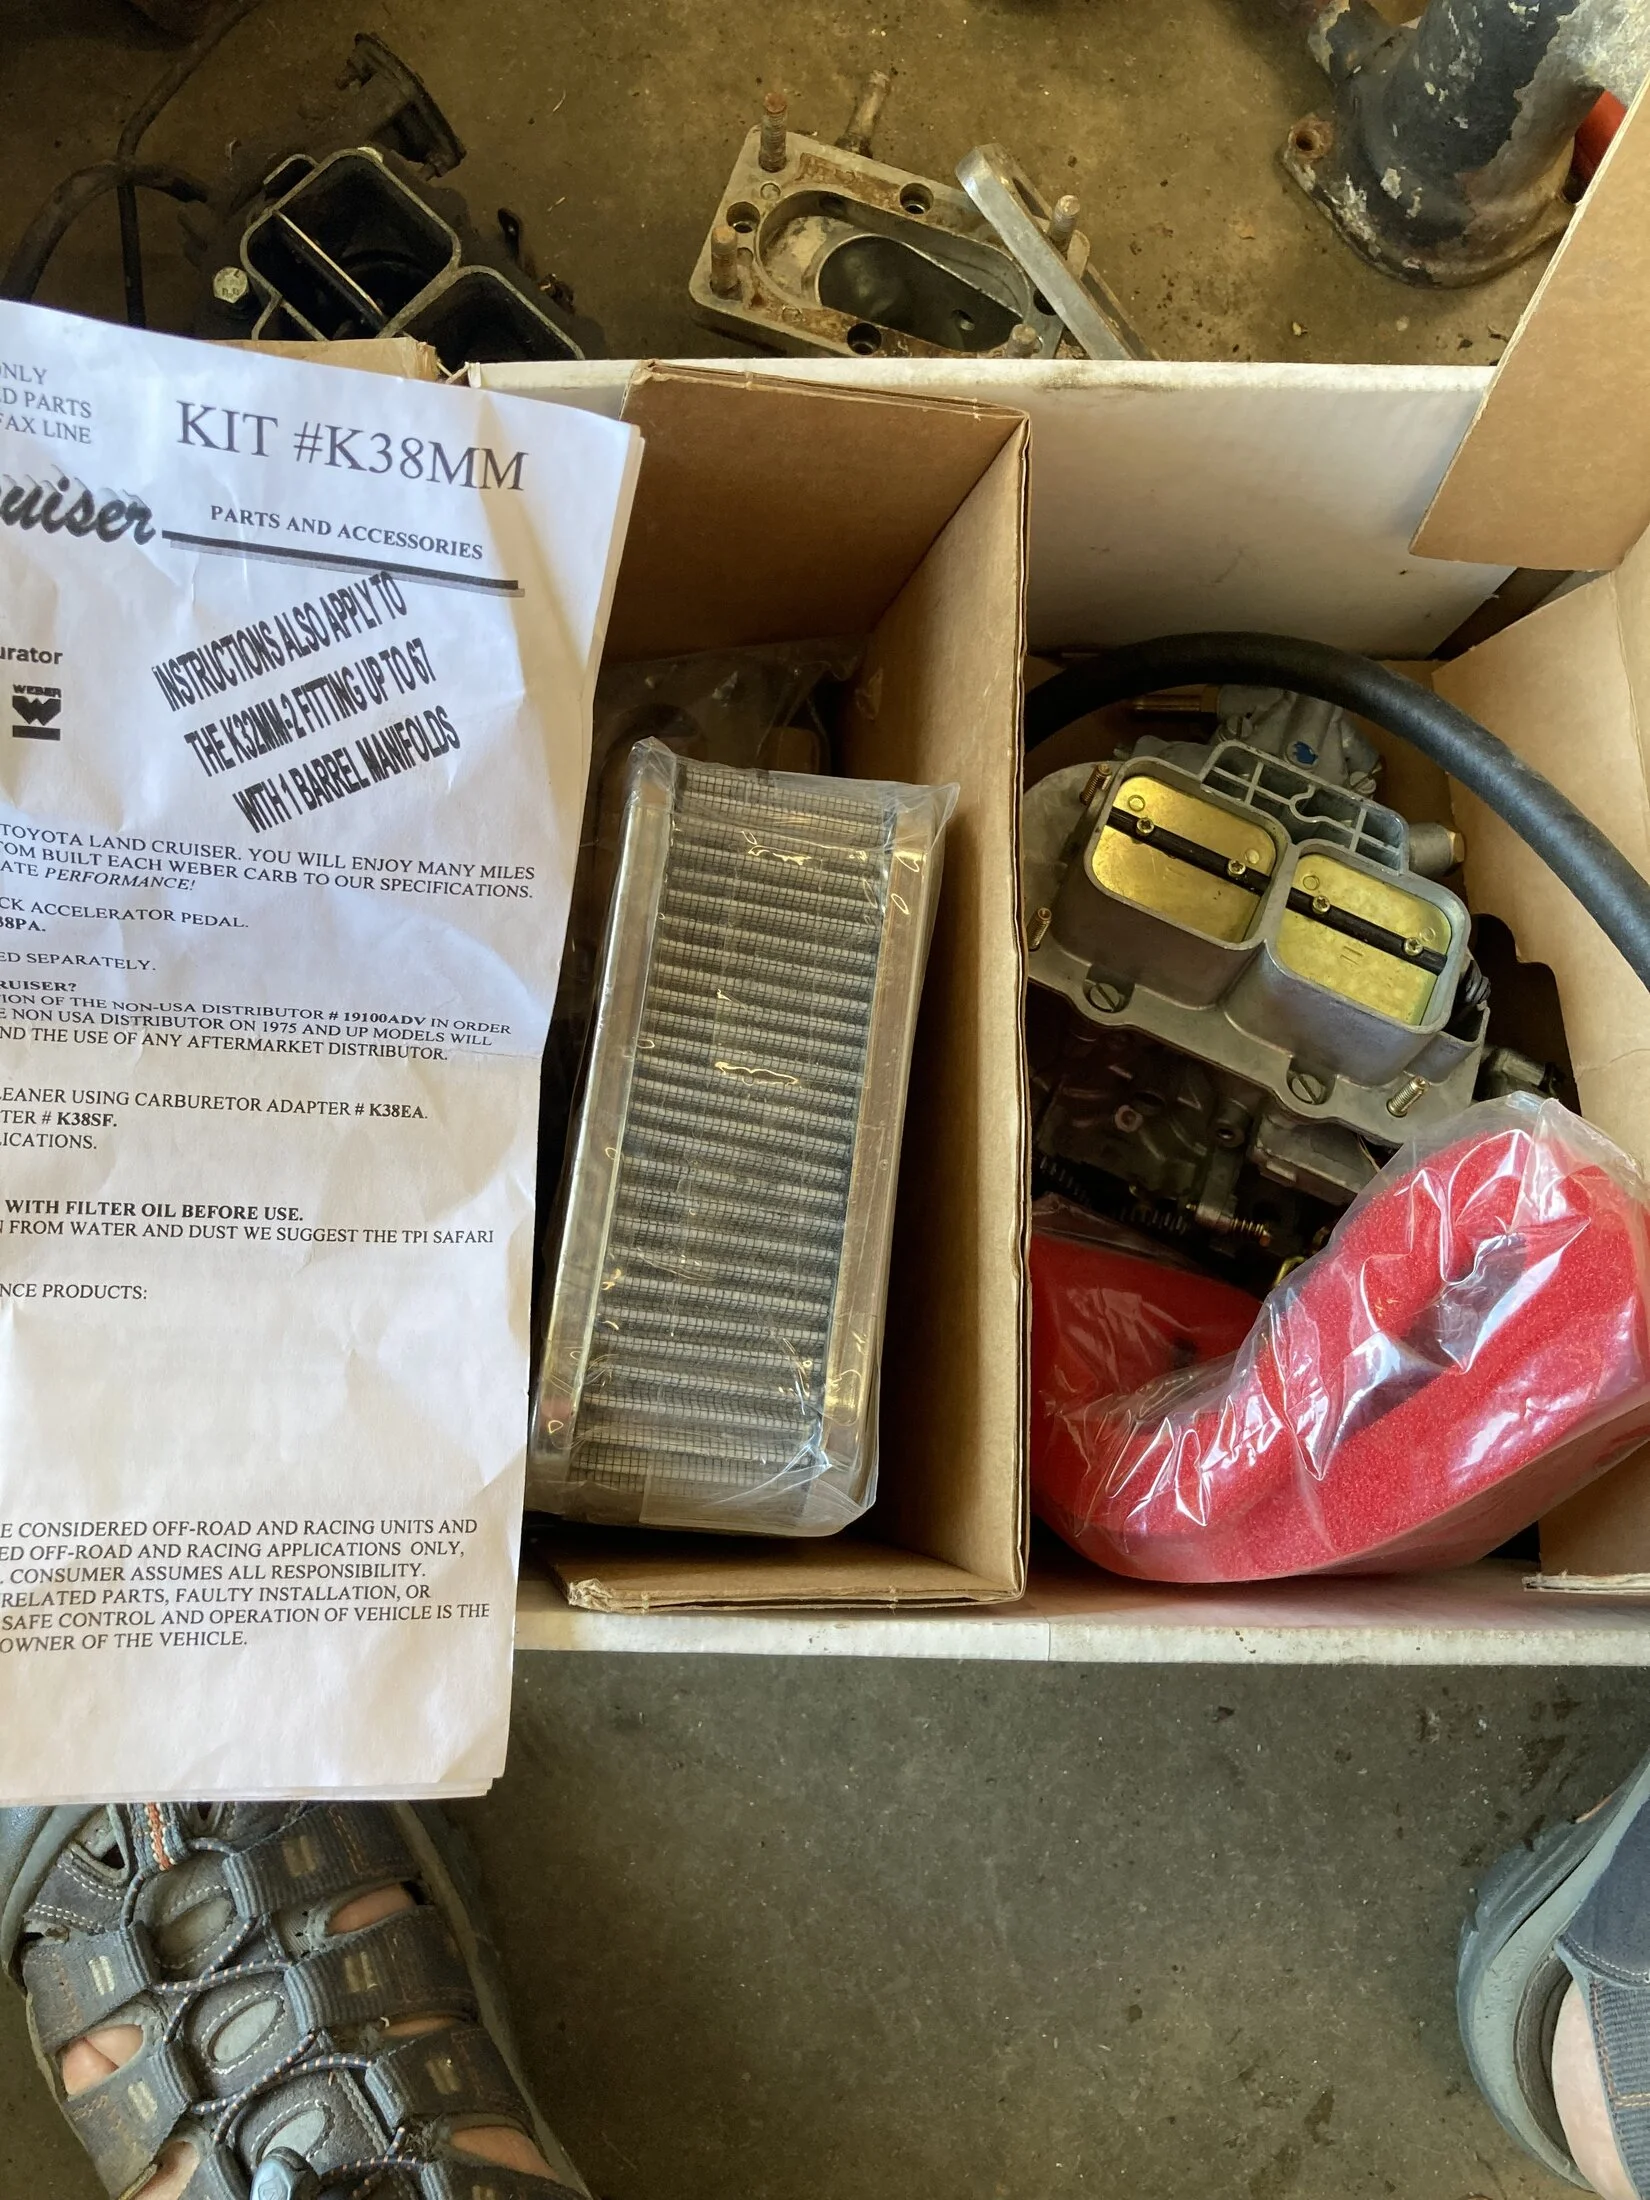 ONLY
ED PARTS
FAX LINE
KIT #K38MM
uiser
PARTS AND ACCESSORIES
INSTRUCTIONS ALSO APPLY TO
THE K32MM-2 FITTING UP TO 67
WITH 1 BARREL MANIFOLDS
urator
WEBER
TOYOTA LAND CRUISER. YOU WILL ENJOY MANY MILES
TOM BUILT EACH WEBER CARB TO OUR SPECIFICATIONS.
ATE PERFORMANCE!
CK ACCELERATOR PEDAL.
38PA.
ED SEPARATELY.
RUISER?
TION OF THE NON-USA DISTRIBUTOR # 19100ADV IN ORDER
E NON USA DISTRIBUTOR ON 1975 AND UP MODELS WILL
ND THE USE OF ANY AFTERMARKET DISTRIBUTOR.
LEANER USING CARBURETOR ADAPTER # K38EA.
TER # K38SF.
LICATIONS.
WITH FILTER OIL BEFORE USE.
N FROM WATER AND DUST WE SUGGEST THE TPI SAFARI
NCE PRODUCTS:
E CONSIDERED OFF-ROAD AND RACING UNITS AND
ED OFF-ROAD AND RACING APPLICATIONS ONLY,
. CONSUMER ASSUMES ALL RESPONSIBILITY.
RELATED PARTS, FAULTY INSTALLATION, OR
SAFE CONTROL AND OPERATION OF VEHICLE IS THE
OWNER OF THE VEHICLE.